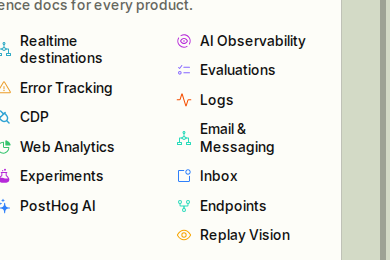 ence docs for every product.
Realtime
destinations
Error Tracking
CDP
Web Analytics
Experiments
PostHog AI
AI Observability
Evaluations
Logs
Email &
Messaging
Inbox
Endpoints
Replay Vision